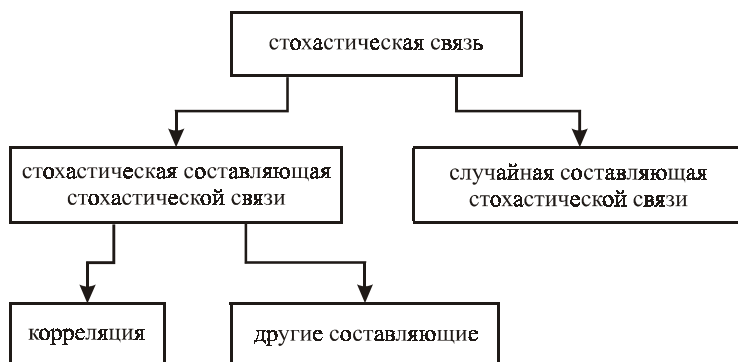 стохастическая связь
стохастическая составляющая
стохастической связи
случайная составляющая
стохастической связи
корреляция
другие составляющие